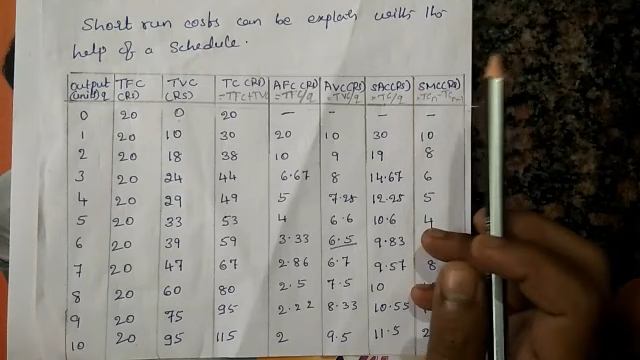 Short run costs can be explain with the
help of a Schedule.
output (units) q TFC (RS) TVC (RS) TC (RS) =TFC+TVC AFC (RS) =TFC/q AVC (RS) =TVC/q SAC (RS) =TC/q SMC (RS) =TCn-TCn-1
0 20 0 20 — - — —
1 20 10 30 20 10 30 10
2 20 18 38 10 9 19 8
3 20 24 44 6.67 8 14.67 6
4 20 29 49 5 7.25 12.25 5
5 20 33 53 4 6.6 10.6 4
6 20 39 59 3.33 6.5 9.83
7 20 47 67 2.86 6.7 9.57 8
8 20 60 80 2.5 7.5 10
9 20 75 95 2.22 8.33 10.55
10 20 95 115 2 9.5 11.5